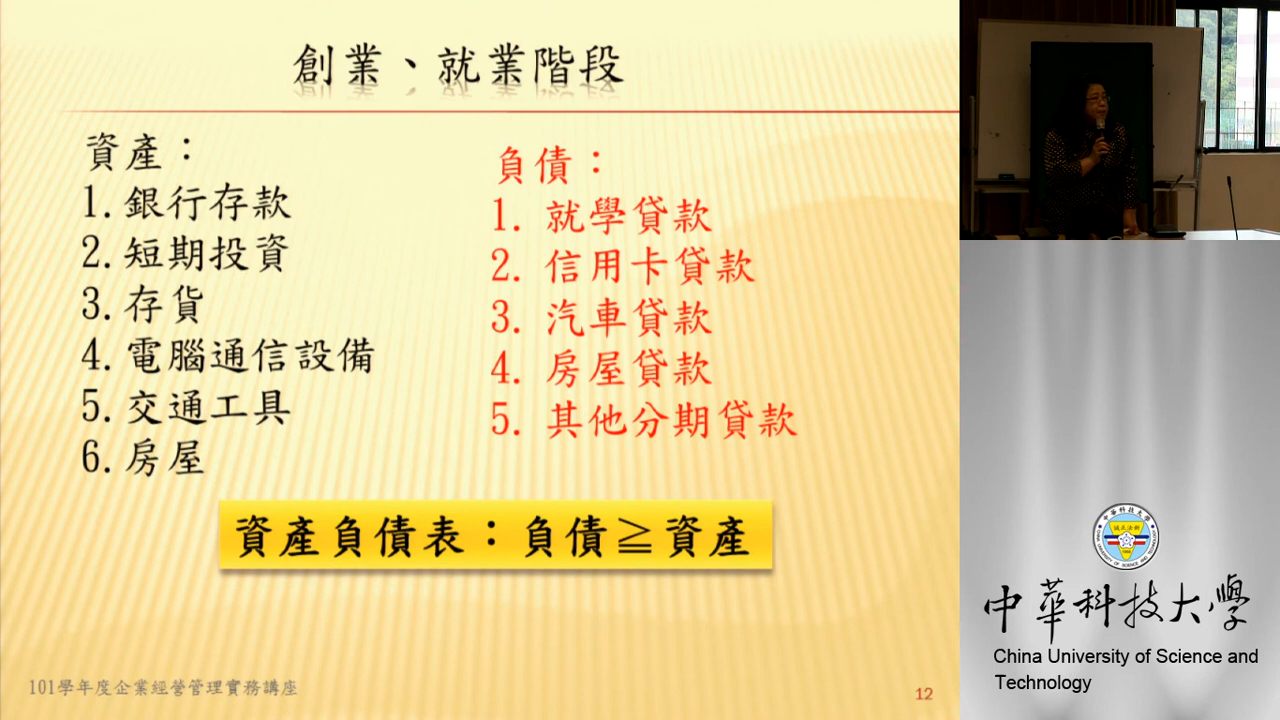 創業、就業階段
資產：
1.銀行存款
2.短期投資
3.存貨
4.電腦通信設備
5.交通工具
6.房屋
負債：
1. 就學貸款
2. 信用卡貸款
3. 汽車貸款
4. 房屋貸款
5. 其他分期貸款
資產負債表：負債≧資產
101學年度企業經營管理實務講座
12
中華科技大學
China University of Science and
Technology